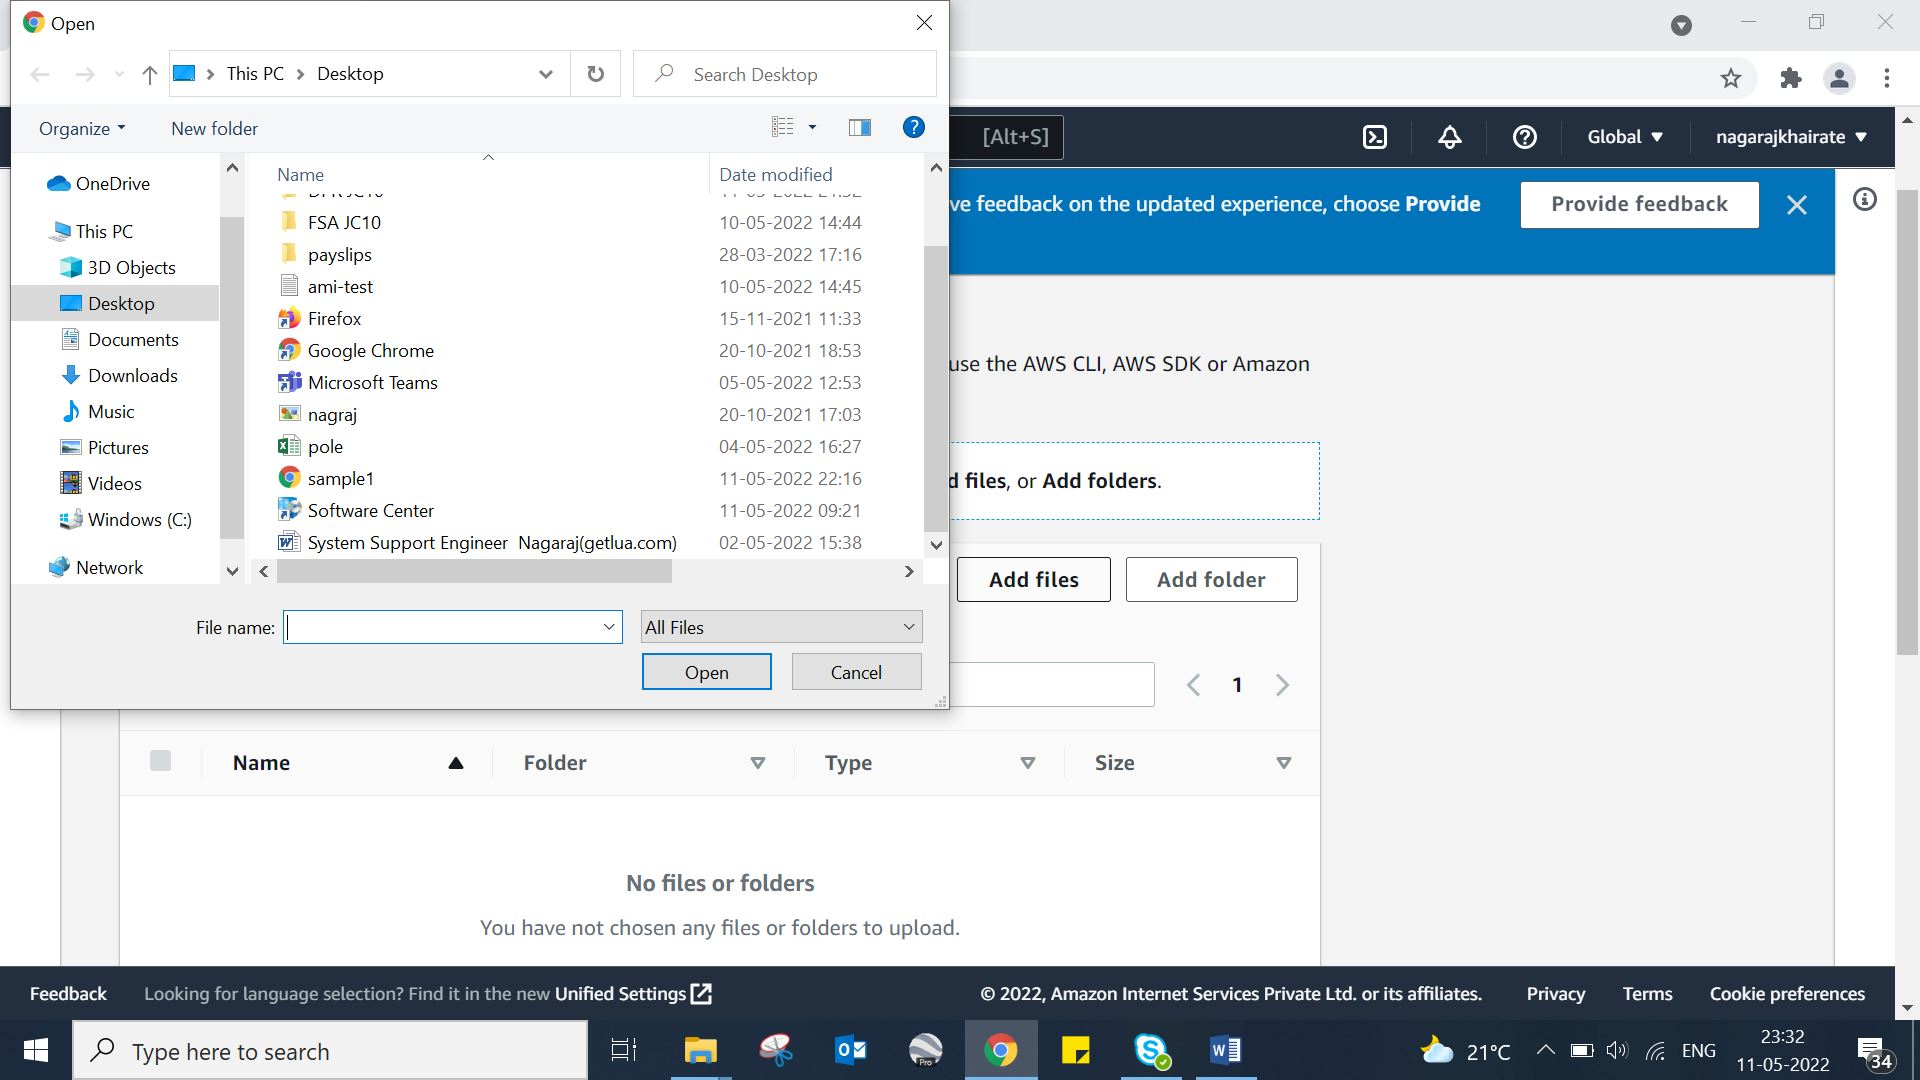 Open
This PC > Desktop
Search Desktop
Organize
New folder
OneDrive
This PC
3D Objects
Desktop
Documents
Downloads
Music
Pictures
Videos
Windows (C:)
Network
Name Date modified
FSA JC10 10-05-2022 14:44
payslips 28-03-2022 17:16
ami-test 10-05-2022 14:45
Firefox 15-11-2021 11:33
Google Chrome 20-10-2021 18:53
Microsoft Teams 05-05-2022 12:53
nagraj 20-10-2021 17:03
pole 04-05-2022 16:27
sample1 11-05-2022 22:16
Software Center 11-05-2022 09:21
System Support Engineer Nagaraj(getlua.com) 02-05-2022 15:38
File name:
All Files
Open Cancel
[Alt+S]
Global
nagarajkhairate
ve feedback on the updated experience, choose Provide
Provide feedback
use the AWS CLI, AWS SDK or Amazon
d files, or Add folders.
Add files
Add folder
1
Name Folder Type Size
No files or folders
You have not chosen any files or folders to upload.
Feedback Looking for language selection? Find it in the new Unified Settings © 2022, Amazon Internet Services Private Ltd. or its affiliates. Privacy Terms Cookie preferences
Type here to search
Pro
21°C
ENG
23:32
11-05-2022
34